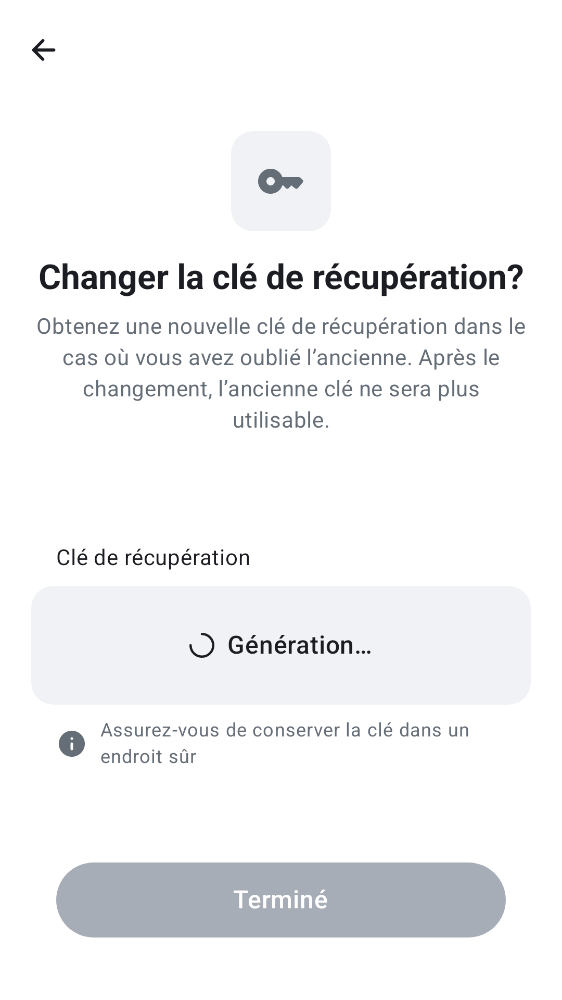 Changer la clé de récupération?
Obtenez une nouvelle clé de récupération dans le
cas où vous avez oublié l’ancienne. Après le
changement, l’ancienne clé ne sera plus
utilisable.
Clé de récupération
Génération…
Assurez-vous de conserver la clé dans un
endroit sûr
Terminé